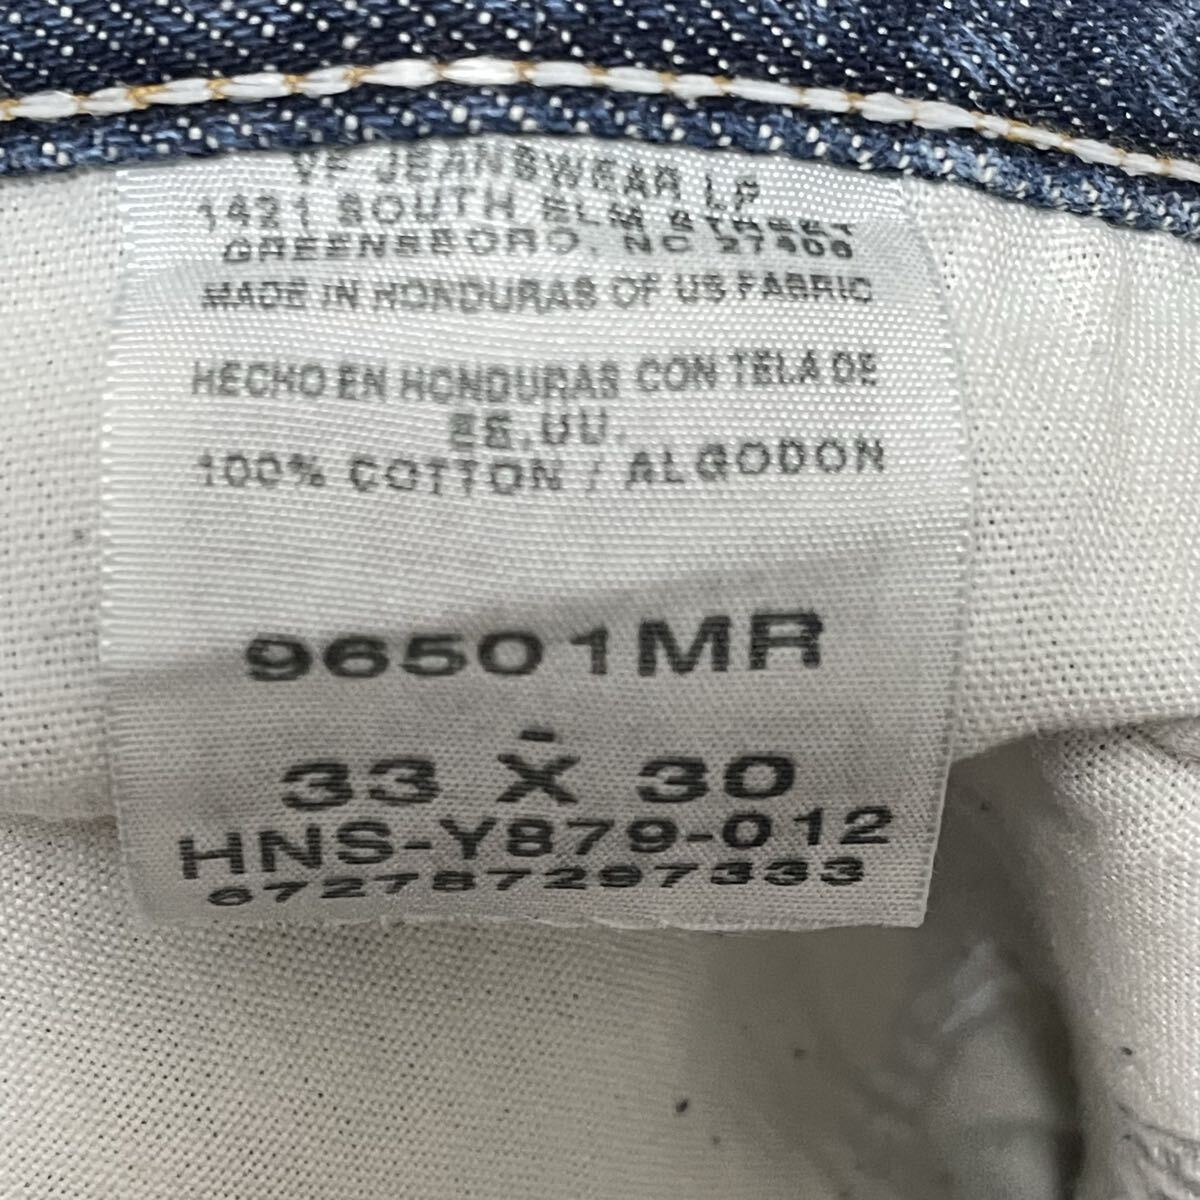 VF JEANSWEAR LP
1421 SOUTH ELM STREET
GREENSBORO, NC 27406
MADE IN HONDURAS OF US FABRIC
HECHO EN HONDURAS CON TELA DE
EE.UU.
100% COTTON / ALGODON
96501MR
33 X 30
HNS-Y879-012
672787297333